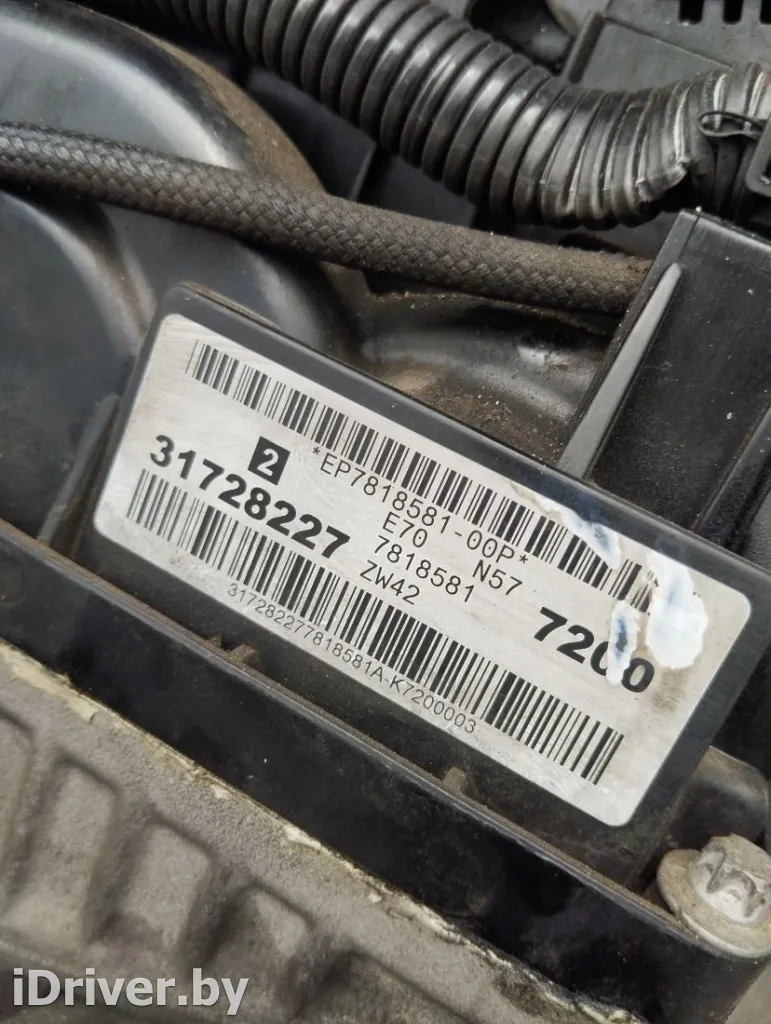 *EP7818581-00P*
2 E70 N57
31728227 7818581 7200
ZW42
317282277818581A-K7200003
iDriver.by